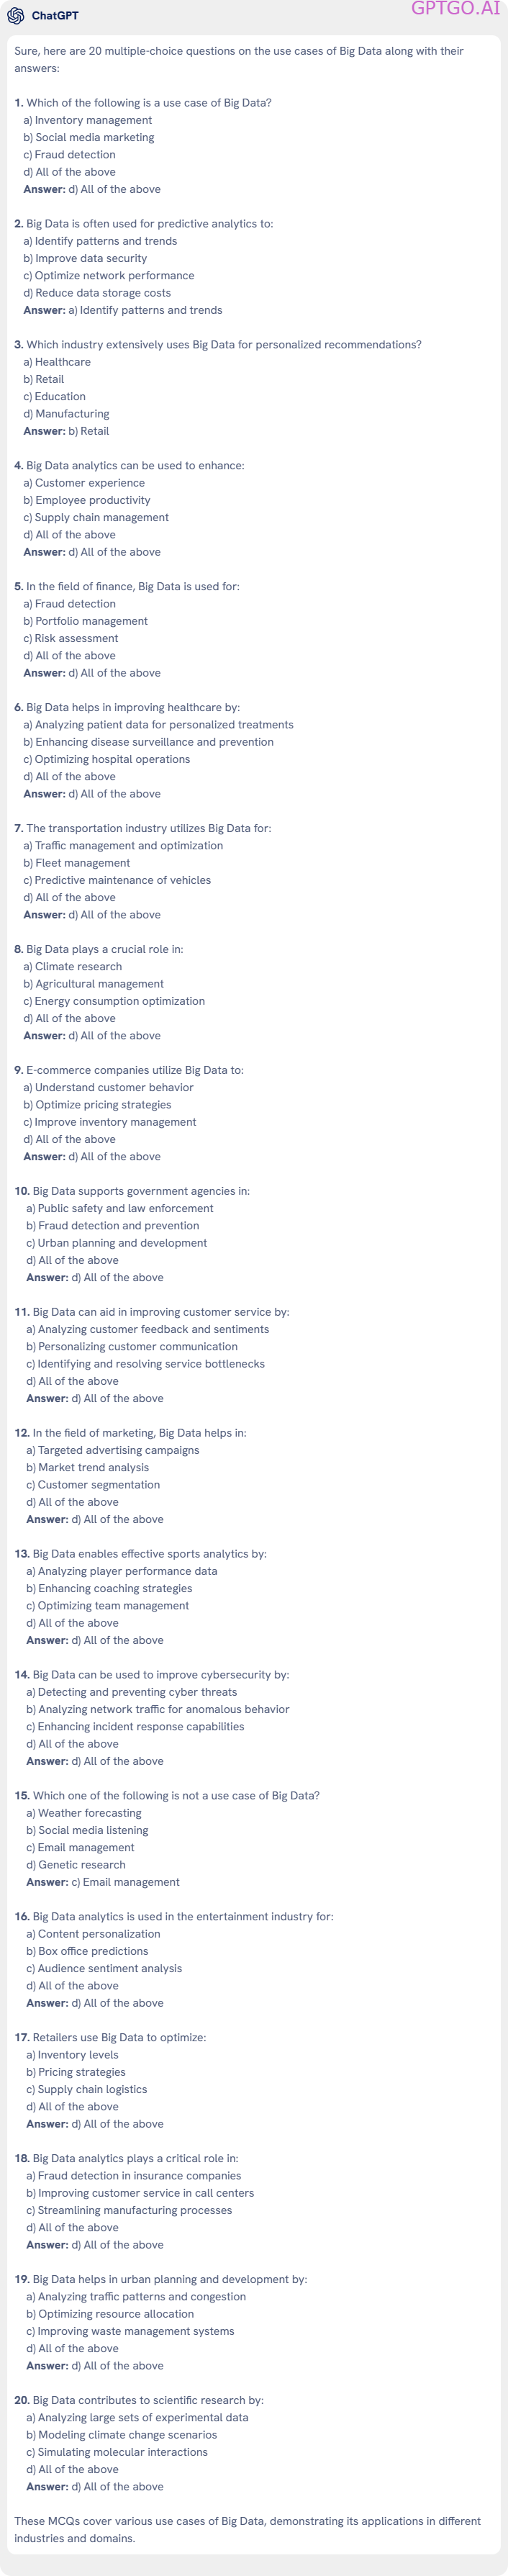 ChatGPT
GPTGO.AI
Sure, here are 20 multiple-choice questions on the use cases of Big Data along with their
answers:
1. Which of the following is a use case of Big Data?
a) Inventory management
b) Social media marketing
c) Fraud detection
d) All of the above
Answer: d) All of the above
2. Big Data is often used for predictive analytics to:
a) Identify patterns and trends
b) Improve data security
c) Optimize network performance
d) Reduce data storage costs
Answer: a) Identify patterns and trends
3. Which industry extensively uses Big Data for personalized recommendations?
a) Healthcare
b) Retail
c) Education
d) Manufacturing
Answer: b) Retail
4. Big Data analytics can be used to enhance:
a) Customer experience
b) Employee productivity
c) Supply chain management
d) All of the above
Answer: d) All of the above
5. In the field of finance, Big Data is used for:
a) Fraud detection
b) Portfolio management
c) Risk assessment
d) All of the above
Answer: d) All of the above
6. Big Data helps in improving healthcare by:
a) Analyzing patient data for personalized treatments
b) Enhancing disease surveillance and prevention
c) Optimizing hospital operations
d) All of the above
Answer: d) All of the above
7. The transportation industry utilizes Big Data for:
a) Traffic management and optimization
b) Fleet management
c) Predictive maintenance of vehicles
d) All of the above
Answer: d) All of the above
8. Big Data plays a crucial role in:
a) Climate research
b) Agricultural management
c) Energy consumption optimization
d) All of the above
Answer: d) All of the above
9. E-commerce companies utilize Big Data to:
a) Understand customer behavior
b) Optimize pricing strategies
c) Improve inventory management
d) All of the above
Answer: d) All of the above
10. Big Data supports government agencies in:
a) Public safety and law enforcement
b) Fraud detection and prevention
c) Urban planning and development
d) All of the above
Answer: d) All of the above
11. Big Data can aid in improving customer service by:
a) Analyzing customer feedback and sentiments
b) Personalizing customer communication
c) Identifying and resolving service bottlenecks
d) All of the above
Answer: d) All of the above
12. In the field of marketing, Big Data helps in:
a) Targeted advertising campaigns
b) Market trend analysis
c) Customer segmentation
d) All of the above
Answer: d) All of the above
13. Big Data enables effective sports analytics by:
a) Analyzing player performance data
b) Enhancing coaching strategies
c) Optimizing team management
d) All of the above
Answer: d) All of the above
14. Big Data can be used to improve cybersecurity by:
a) Detecting and preventing cyber threats
b) Analyzing network traffic for anomalous behavior
c) Enhancing incident response capabilities
d) All of the above
Answer: d) All of the above
15. Which one of the following is not a use case of Big Data?
a) Weather forecasting
b) Social media listening
c) Email management
d) Genetic research
Answer: c) Email management
16. Big Data analytics is used in the entertainment industry for:
a) Content personalization
b) Box office predictions
c) Audience sentiment analysis
d) All of the above
Answer: d) All of the above
17. Retailers use Big Data to optimize:
a) Inventory levels
b) Pricing strategies
c) Supply chain logistics
d) All of the above
Answer: d) All of the above
18. Big Data analytics plays a critical role in:
a) Fraud detection in insurance companies
b) Improving customer service in call centers
c) Streamlining manufacturing processes
d) All of the above
Answer: d) All of the above
19. Big Data helps in urban planning and development by:
a) Analyzing traffic patterns and congestion
b) Optimizing resource allocation
c) Improving waste management systems
d) All of the above
Answer: d) All of the above
20. Big Data contributes to scientific research by:
a) Analyzing large sets of experimental data
b) Modeling climate change scenarios
c) Simulating molecular interactions
d) All of the above
Answer: d) All of the above
These MCQs cover various use cases of Big Data, demonstrating its applications in different
industries and domains.